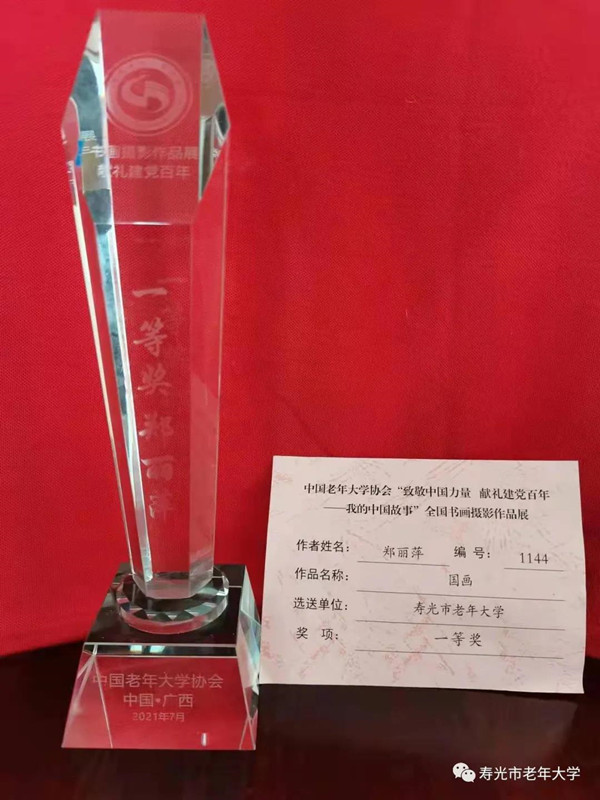 展
书画摄影作品展
献礼建党百年
一等奖郑丽萍
中国老年大学协会
中国·广西
2021年7月
中国老年大学协会“致敬中国力量 献礼建党百年
——我的中国故事”全国书画摄影作品展
作者姓名： 郑丽萍 编号： 1144
作品名称： 国画
选送单位： 寿光市老年大学
奖项： 一等奖
寿光市老年大学